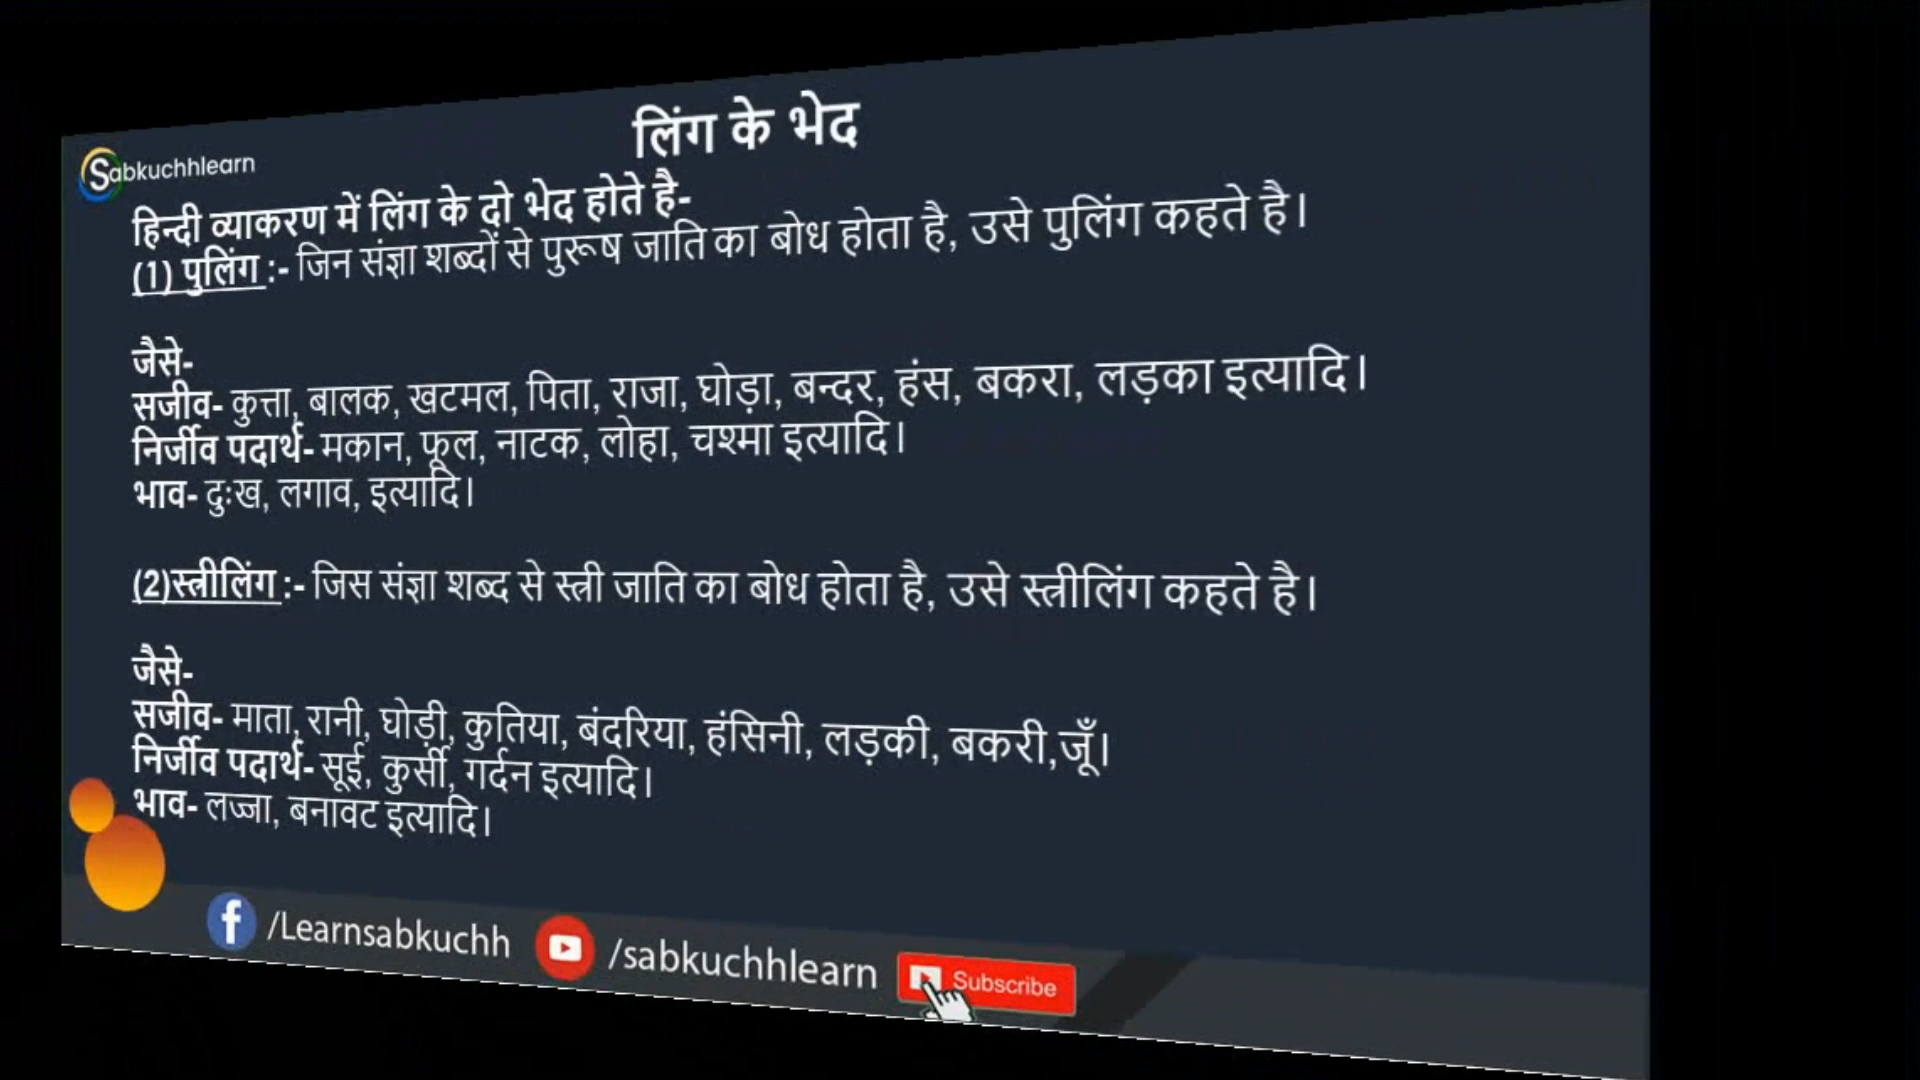 लिंग के भेद
Sabkuchhlearn
हिन्दी व्याकरण में लिंग के दो भेद होते है-
(1) पुलिंग :- जिन संज्ञा शब्दों से पुरूष जाति का बोध होता है, उसे पुलिंग कहते है।
जैसे-
सजीव- कुत्ता, बालक, खटमल, पिता, राजा, घोड़ा, बन्दर, हंस, बकरा, लड़का इत्यादि।
निर्जीव पदार्थ- मकान, फूल, नाटक, लोहा, चश्मा इत्यादि।
भाव- दुःख, लगाव, इत्यादि।
(2)स्त्रीलिंग :- जिस संज्ञा शब्द से स्त्री जाति का बोध होता है, उसे स्त्रीलिंग कहते है।
जैसे-
सजीव- माता, रानी, घोड़ी, कुतिया, बंदरिया, हंसिनी, लड़की, बकरी,जूँ।
निर्जीव पदार्थ- सूई, कुर्सी, गर्दन इत्यादि।
भाव- लज्जा, बनावट इत्यादि।
/Learnsabkuchh /sabkuchhlearn Subscribe